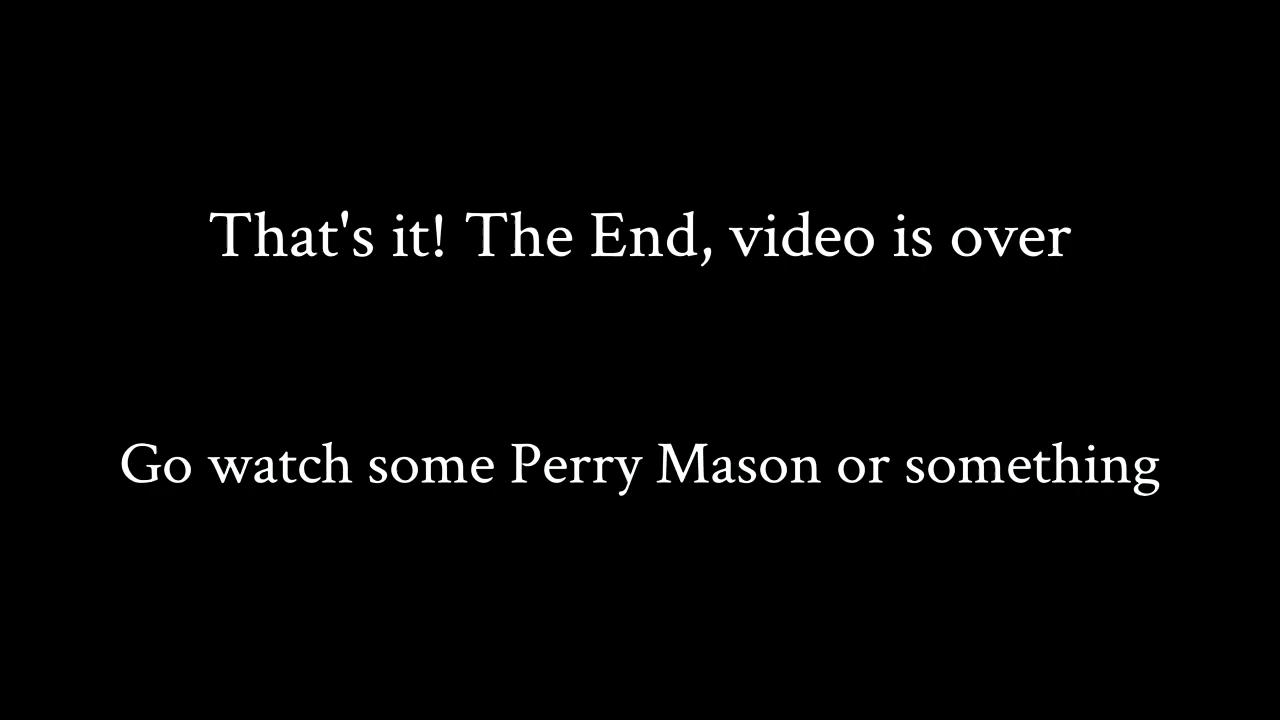 That's it! The End, video is over
Go watch some Perry Mason or something